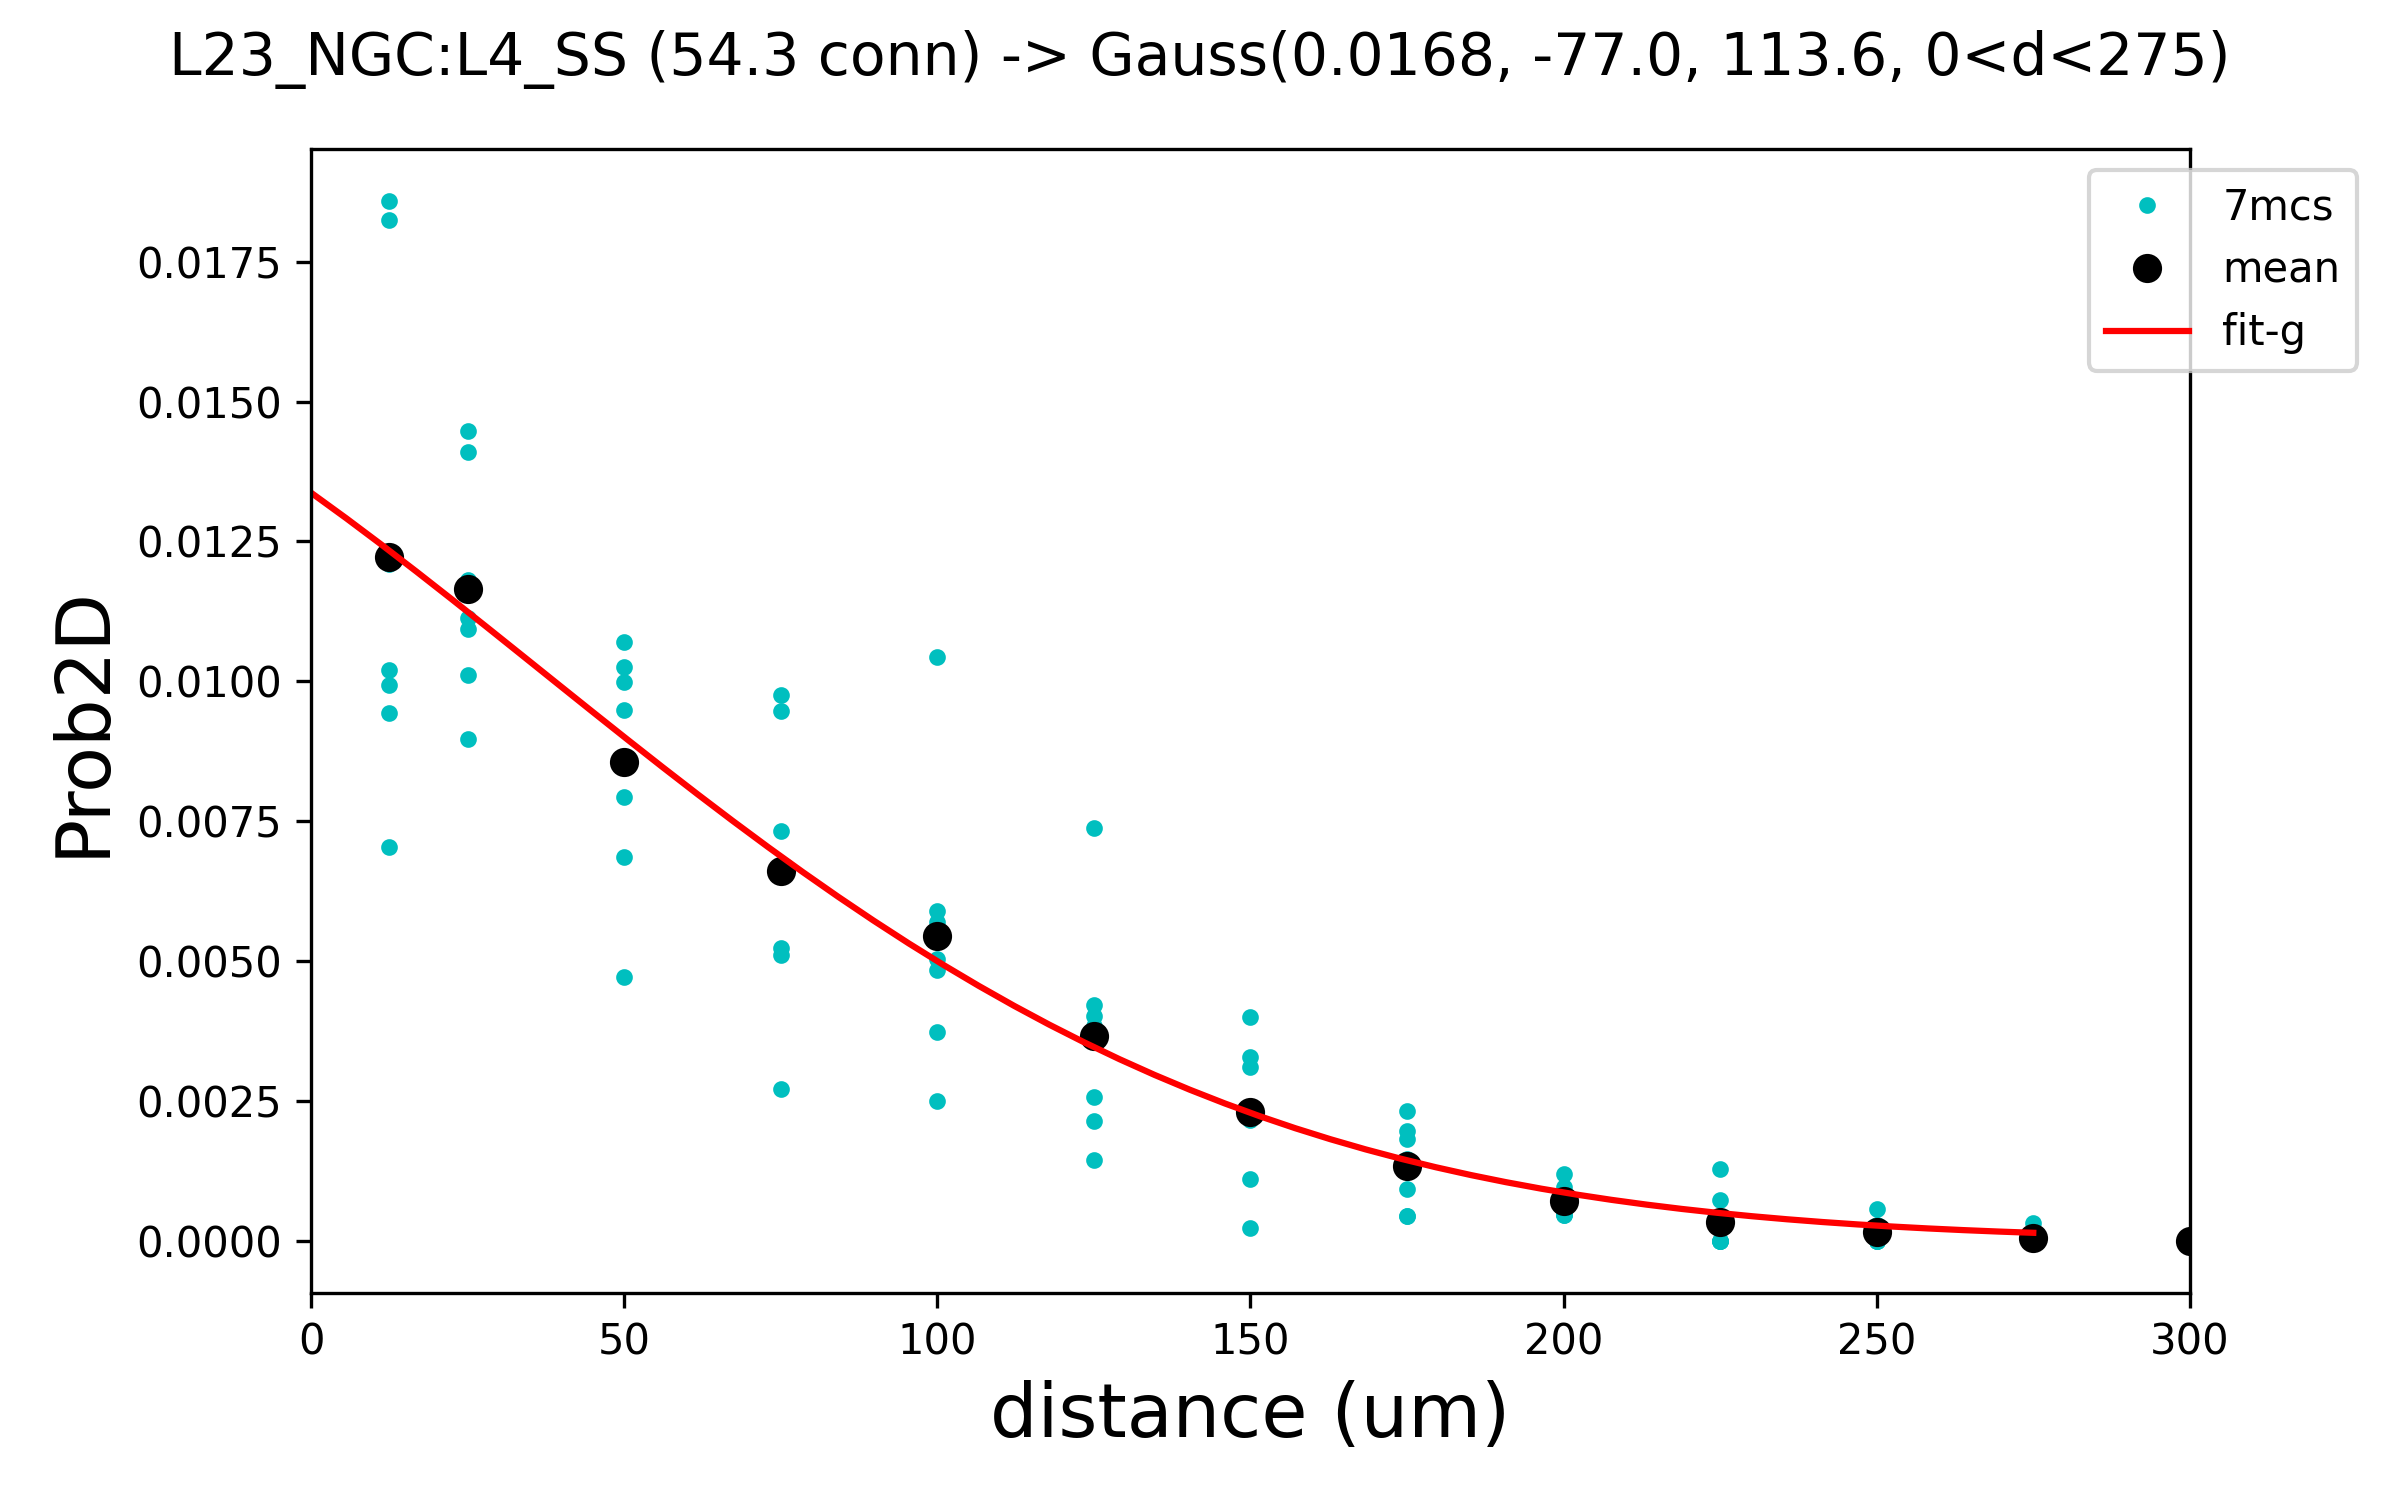 L23_NGC:L4_SS (54.3 conn) -> Gauss(0.0168, -77.0, 113.6, 0<d<275)
7mcs
mean
fit-g
Prob2D
0.0175
0.0150
0.0125
0.0100
0.0075
0.0050
0.0025
0.0000
0 50 100 150 200 250 300
distance (um)